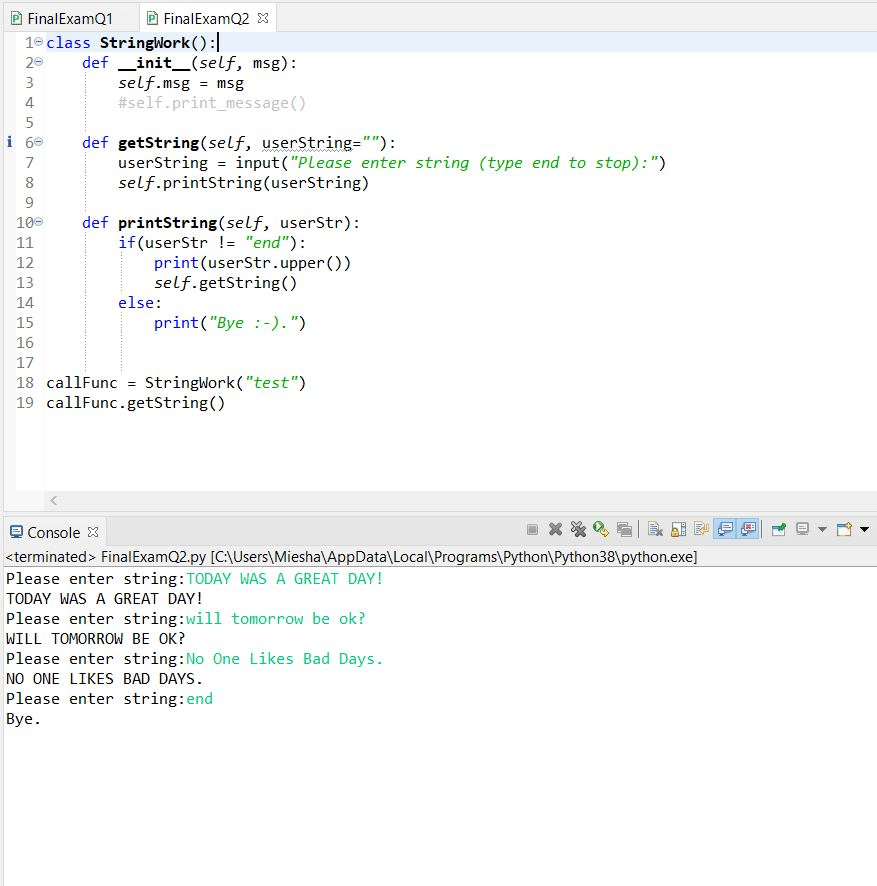 FinalExamQ1 FinalExamQ2
1 class StringWork():
2     def __init__(self, msg):
3         self.msg = msg
4         #self.print_message()
5
6     def getString(self, userString=""):
7         userString = input("Please enter string (type end to stop):")
8         self.printString(userString)
9
10     def printString(self, userStr):
11         if(userStr != "end"):
12             print(userStr.upper())
13             self.getString()
14         else:
15             print("Bye :-).")
16
17
18 callFunc = StringWork("test")
19 callFunc.getString()
Console
<terminated> FinalExamQ2.py [C:\Users\Miesha\AppData\Local\Programs\Python\Python38\python.exe]
Please enter string:TODAY WAS A GREAT DAY!
TODAY WAS A GREAT DAY!
Please enter string:will tomorrow be ok?
WILL TOMORROW BE OK?
Please enter string:No One Likes Bad Days.
NO ONE LIKES BAD DAYS.
Please enter string:end
Bye.